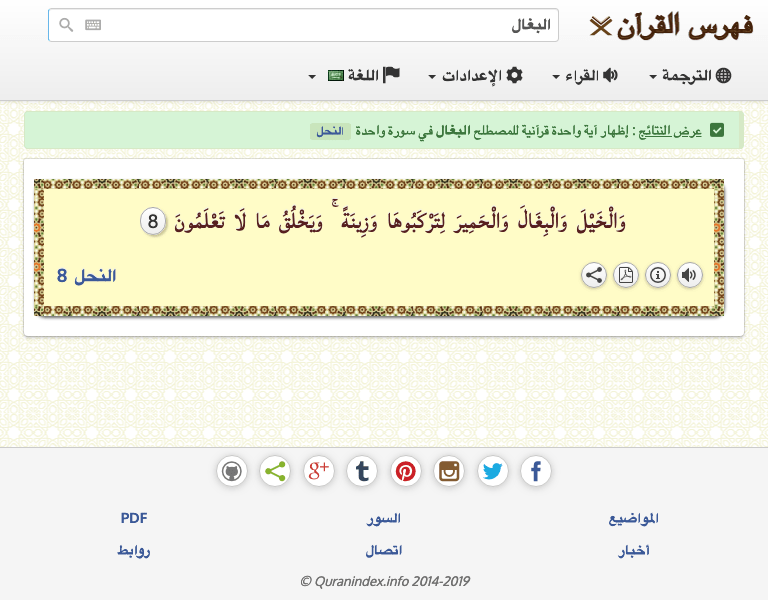 فهرس القرآن
البغال
الترجمة القراء الإعدادات اللغة
عرض النتائج : إظهار آية واحدة قرآنية للمصطلح البغال في سورة واحدة النحل
وَالْخَيْلَ وَالْبِغَالَ وَالْحَمِيرَ لِتَرْكَبُوهَا وَزِينَةً ۚ وَيَخْلُقُ مَا لَا تَعْلَمُونَ 8
النحل 8
المواضيع السور PDF
أخبار اتصال روابط
© Quranindex.info 2014-2019